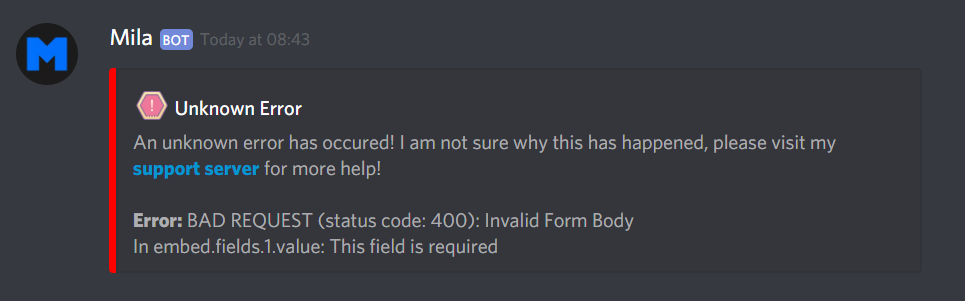 M
Mila BOT Today at 08:43
! Unknown Error
An unknown error has occured! I am not sure why this has happened, please visit my
support server for more help!
Error: BAD REQUEST (status code: 400): Invalid Form Body
In embed.fields.1.value: This field is required